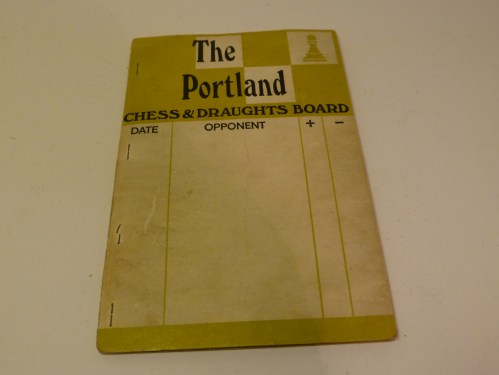 The
Portland
CHESS & DRAUGHTS BOARD
DATE OPPONENT + −